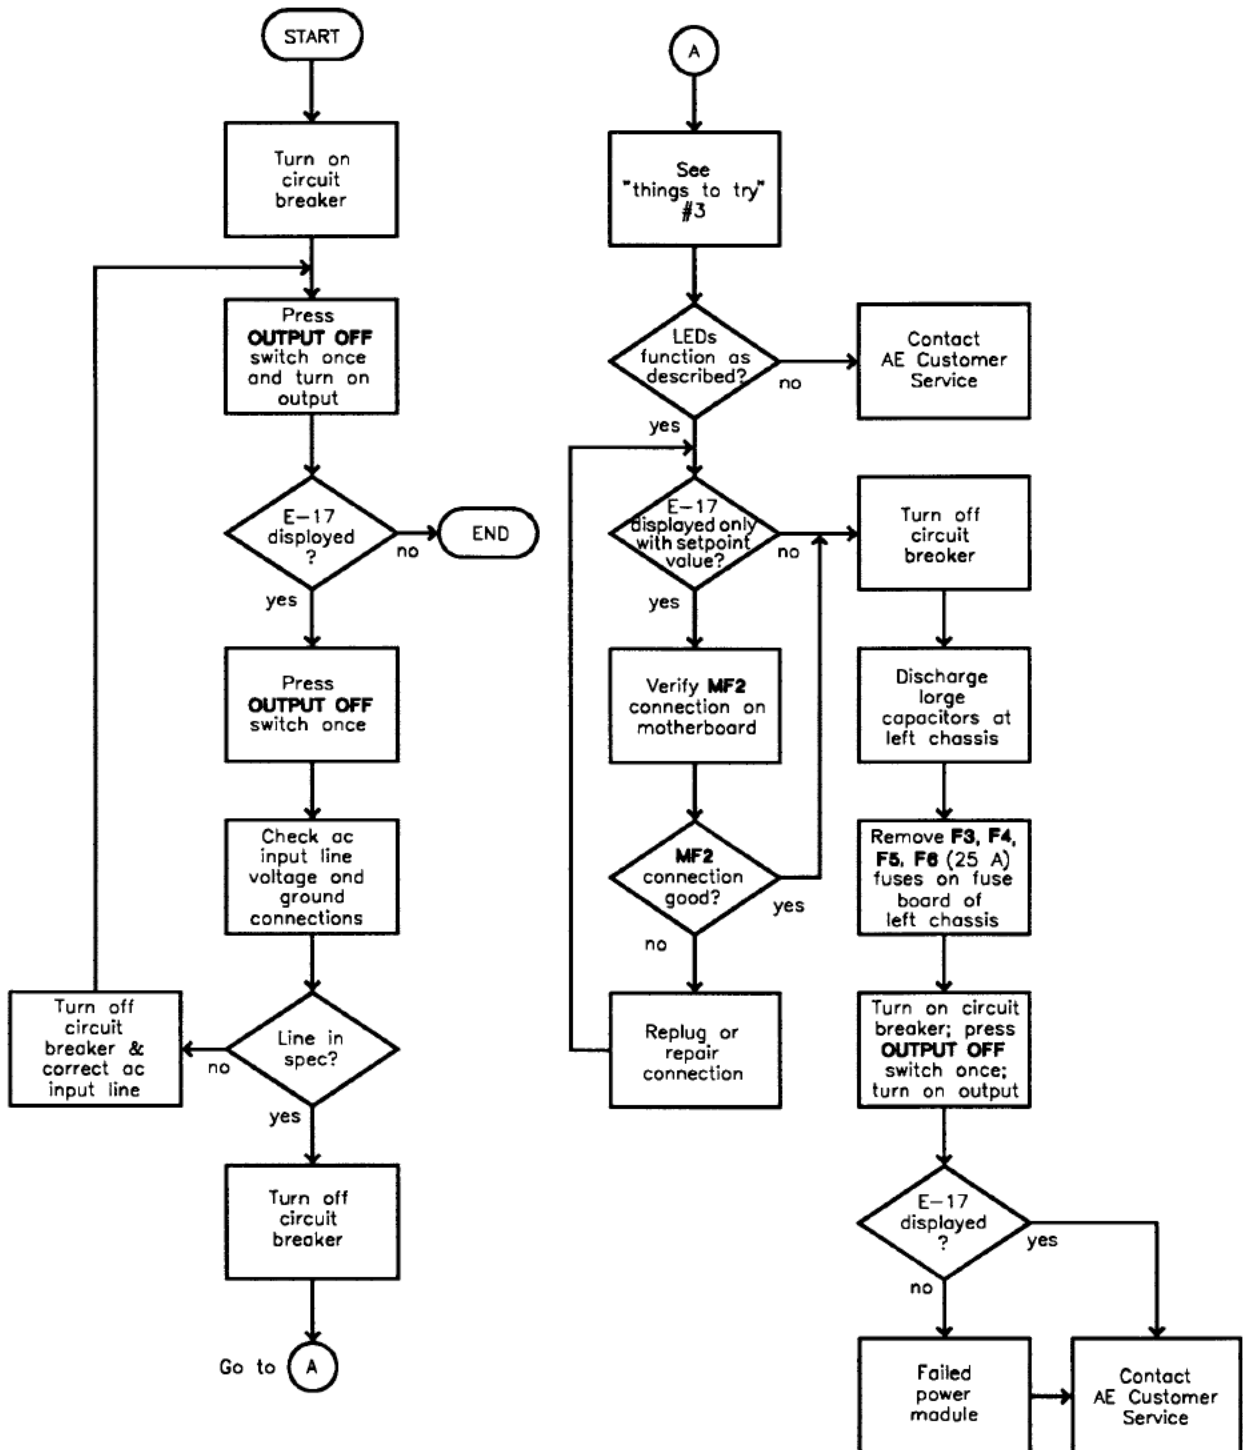 START
Turn on
circuit
breaker
Press
OUTPUT OFF
switch once
and turn on
output
E-17
displayed
?
no
END
yes
Press
OUTPUT OFF
switch once
Check ac
input line
voltage ond
ground
connections
Line in
spec?
no
Turn off
circuit
breaker &
correct ac
input line
yes
Turn off
circuit
breaker
Go to A
A
See
"things to try"
#3
LEDs
function as
described?
no
Contact
AE Customer
Service
yes
E-17
displayed only
with setpoint
value?
no
yes
Verify MF2
connection on
motherboard
MF2
connection
good?
yes
no
Replug or
repair
connection
Turn off
circuit
breoker
Discharge
lorge
capacitors at
left chassis
Remove F3, F4,
F5, F6 (25 A)
fuses on fuse
board of
left chassis
Turn on circuit
breaker; press
OUTPUT OFF
switch once;
turn on output
E-17
displayed
?
yes
no
Failed
power
module
Contact
AE Customer
Service